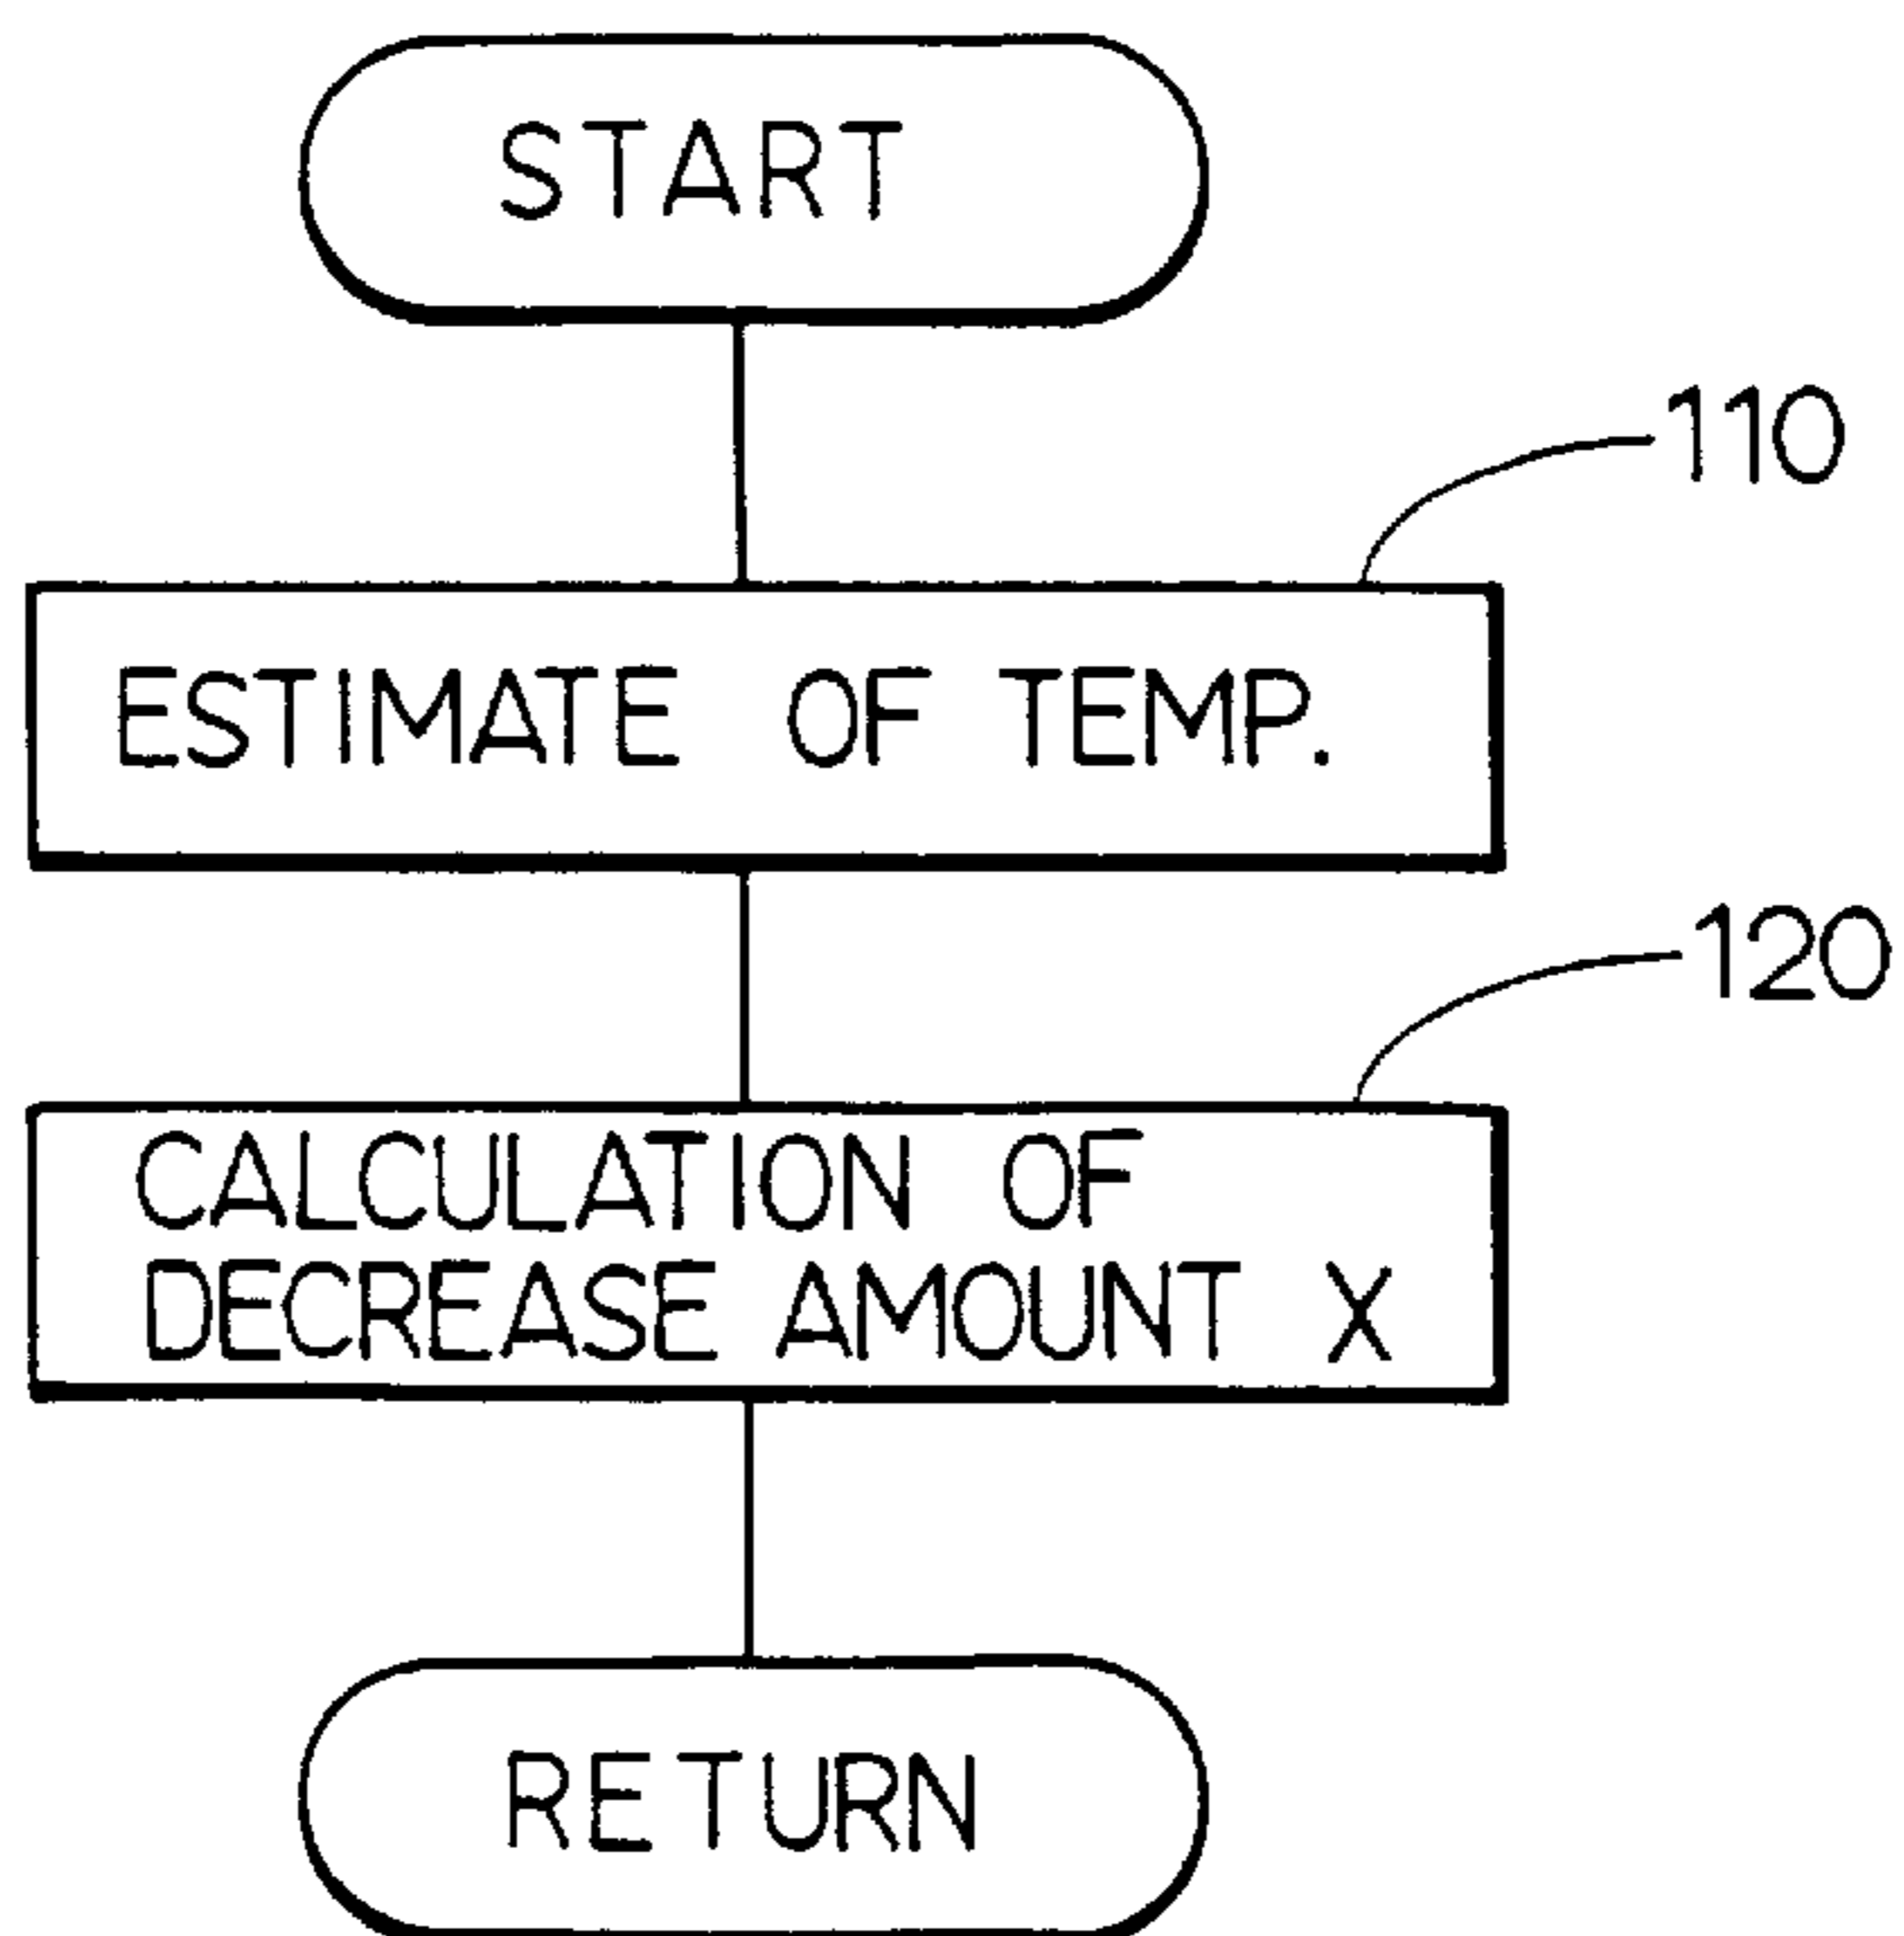 START
110
ESTIMATE OF TEMP.
120
CALCULATION OF
DECREASE AMOUNT X
RETURN